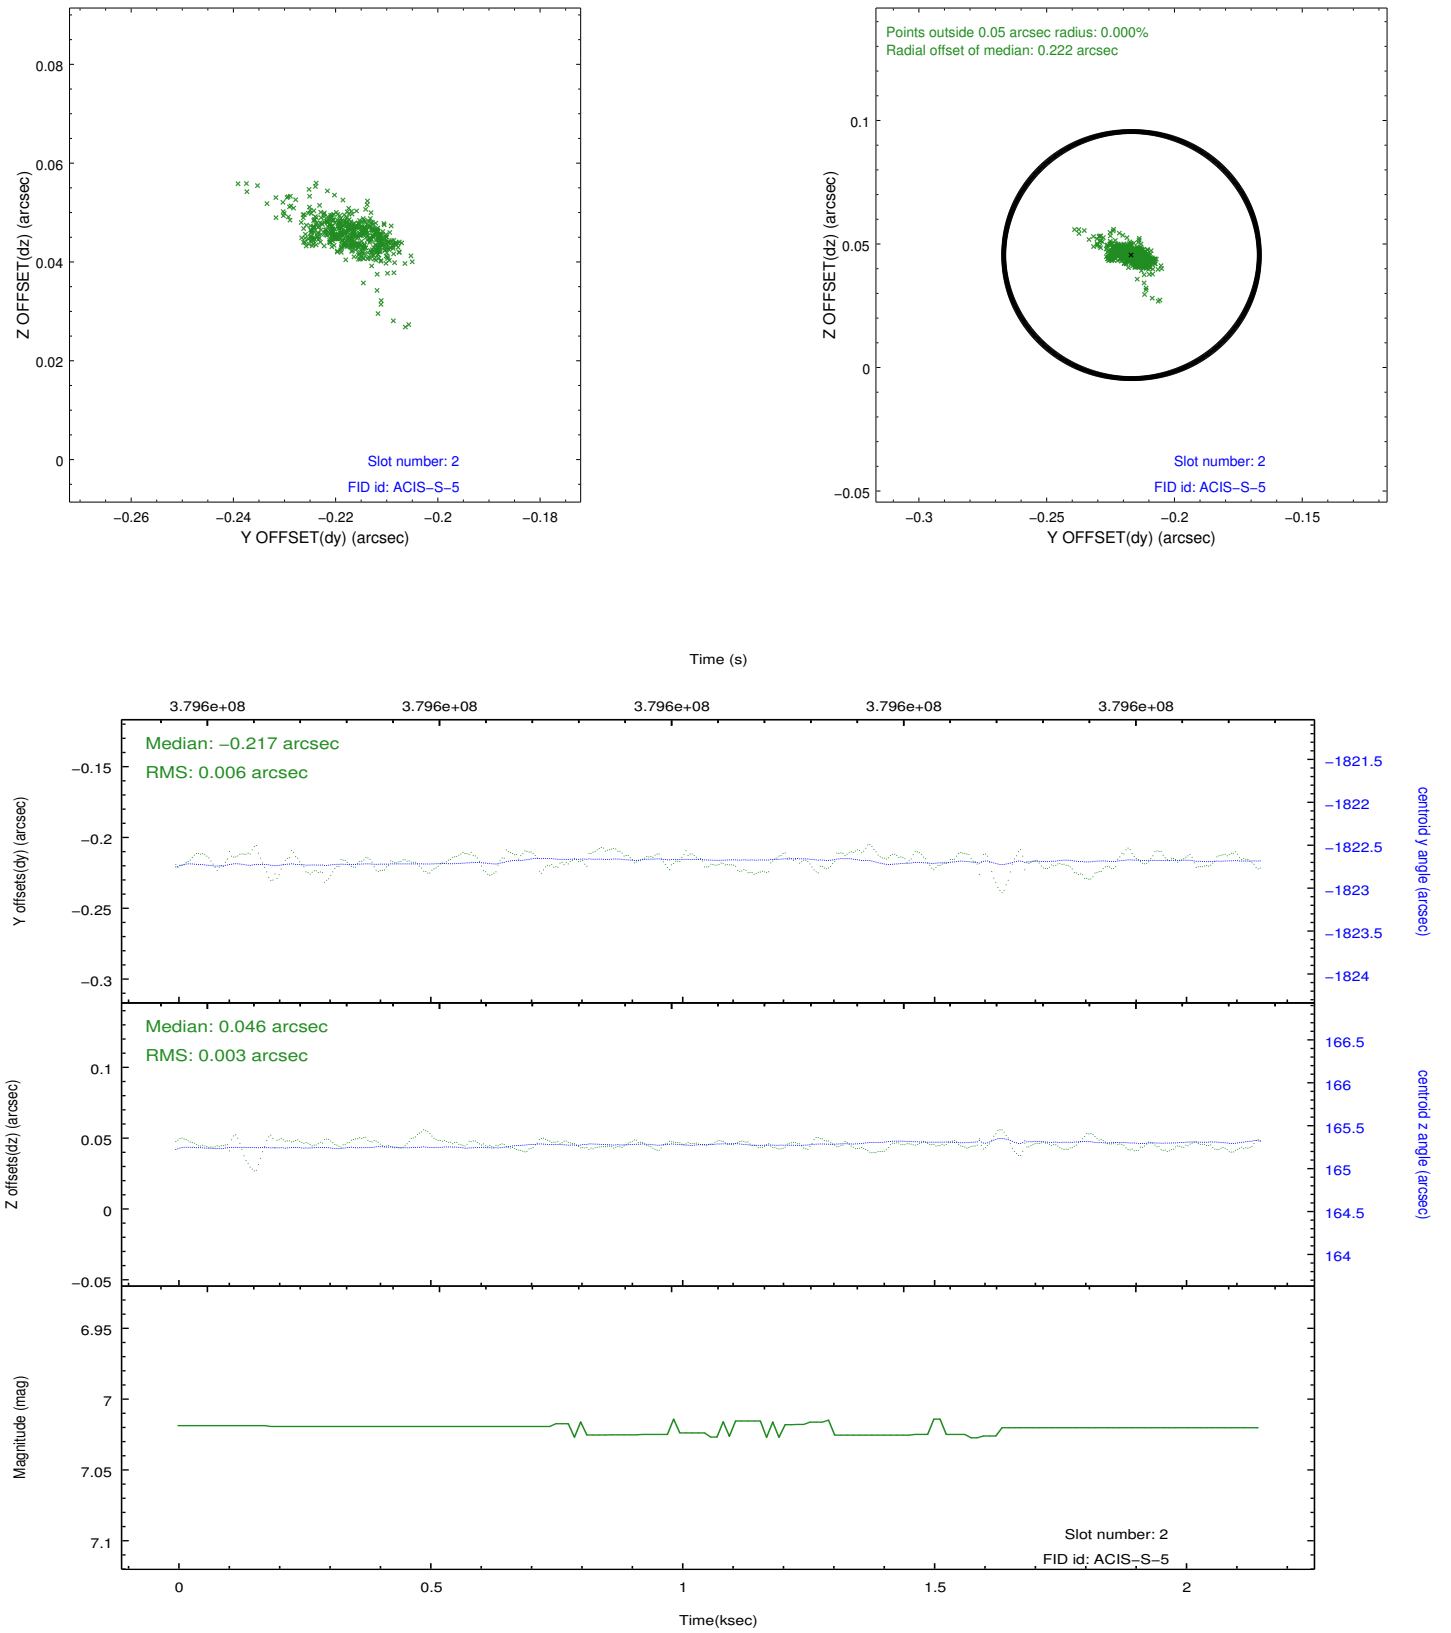 0.08
0.06
0.04
0.02
0
Z OFFSET(dz) (arcsec)
Slot number: 2
FID id: ACIS−S−5
−0.26
−0.24
−0.22
−0.2
−0.18
Y OFFSET(dy) (arcsec)
Points outside 0.05 arcsec radius: 0.000%
Radial offset of median: 0.222 arcsec
0.1
0.05
0
−0.05
Z OFFSET(dz) (arcsec)
Slot number: 2
FID id: ACIS−S−5
−0.3
−0.25
−0.2
−0.15
Y OFFSET(dy) (arcsec)
Time (s)
3.796e+08
3.796e+08
3.796e+08
3.796e+08
3.796e+08
Median: −0.217 arcsec
RMS: 0.006 arcsec
−0.15
−0.2
−0.25
−0.3
Y offsets(dy) (arcsec)
−1821.5
−1822
−1822.5
−1823
−1823.5
−1824
centroid y angle (arcsec)
Median: 0.046 arcsec
RMS: 0.003 arcsec
0.1
0.05
0
−0.05
Z offsets(dz) (arcsec)
166.5
166
165.5
165
164.5
164
centroid z angle (arcsec)
6.95
7
7.05
7.1
Magnitude (mag)
Slot number: 2
FID id: ACIS−S−5
0
0.5
1
1.5
2
Time(ksec)